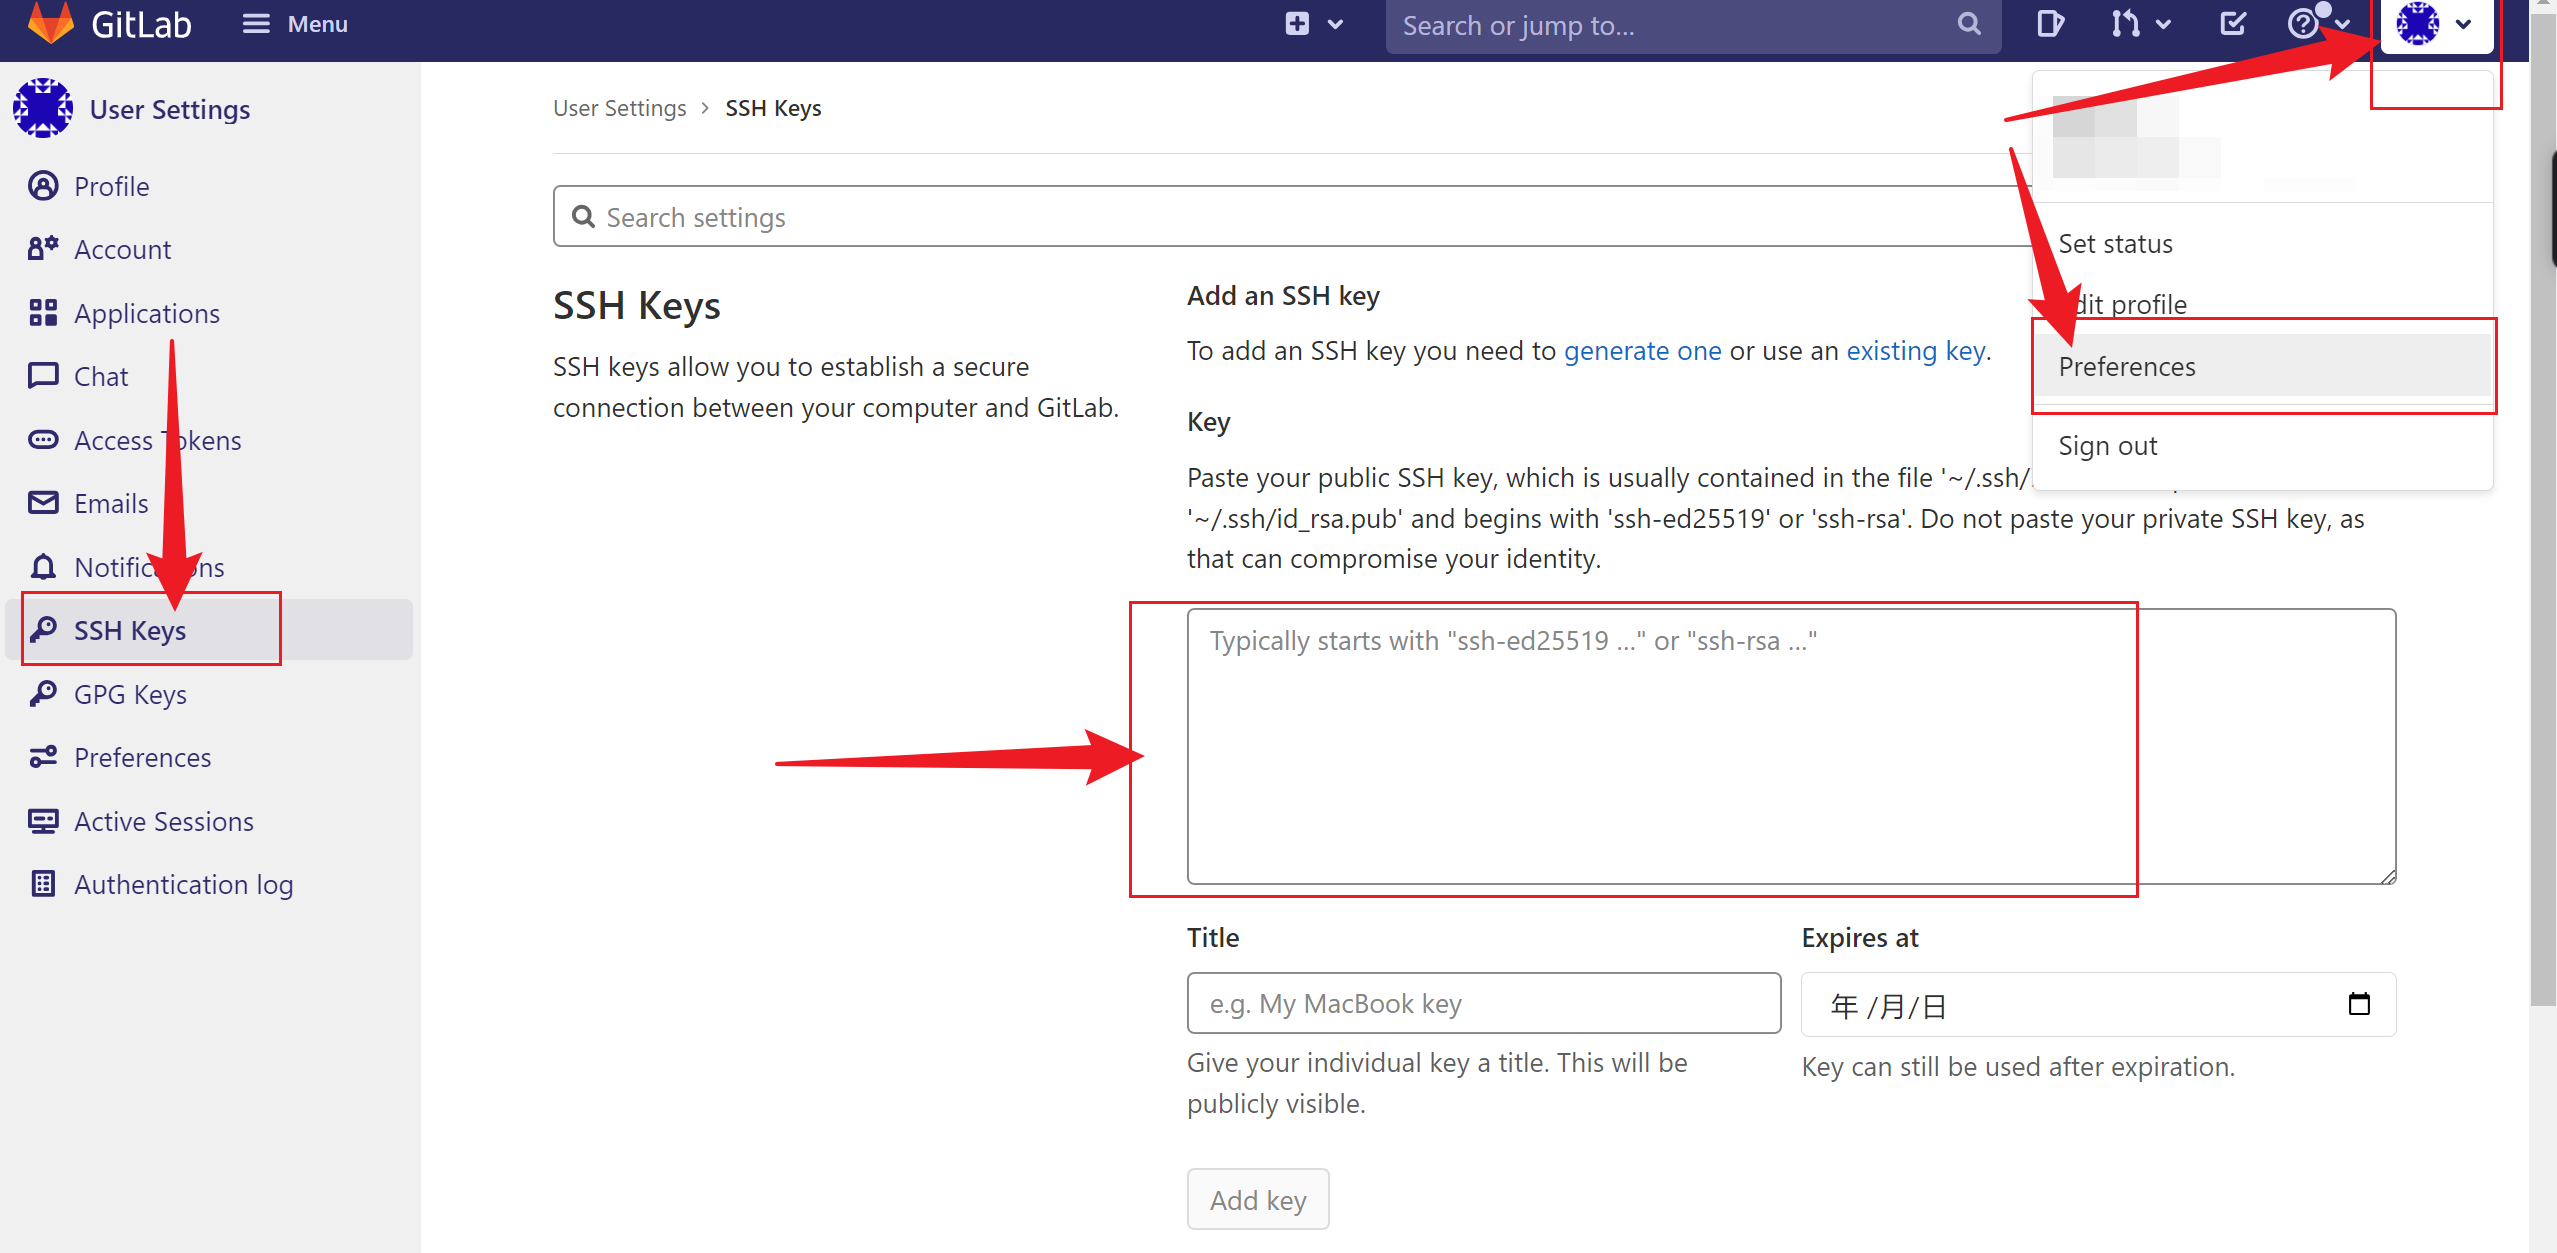 GitLab
Menu
Search or jump to...
User Settings
Profile
Account
Applications
Chat
Access Tokens
Emails
Notifications
SSH Keys
GPG Keys
Preferences
Active Sessions
Authentication log
User Settings > SSH Keys
Search settings
SSH Keys
SSH keys allow you to establish a secure
connection between your computer and GitLab.
Add an SSH key
To add an SSH key you need to generate one or use an existing key.
Key
Paste your public SSH key, which is usually contained in the file '~/.ssh/
'~/.ssh/id_rsa.pub' and begins with 'ssh-ed25519' or 'ssh-rsa'. Do not paste your private SSH key, as
that can compromise your identity.
Typically starts with "ssh-ed25519 ..." or "ssh-rsa ..."
Title
e.g. My MacBook key
Give your individual key a title. This will be
publicly visible.
Expires at
年 /月/日
Key can still be used after expiration.
Add key
Set status
Edit profile
Preferences
Sign out